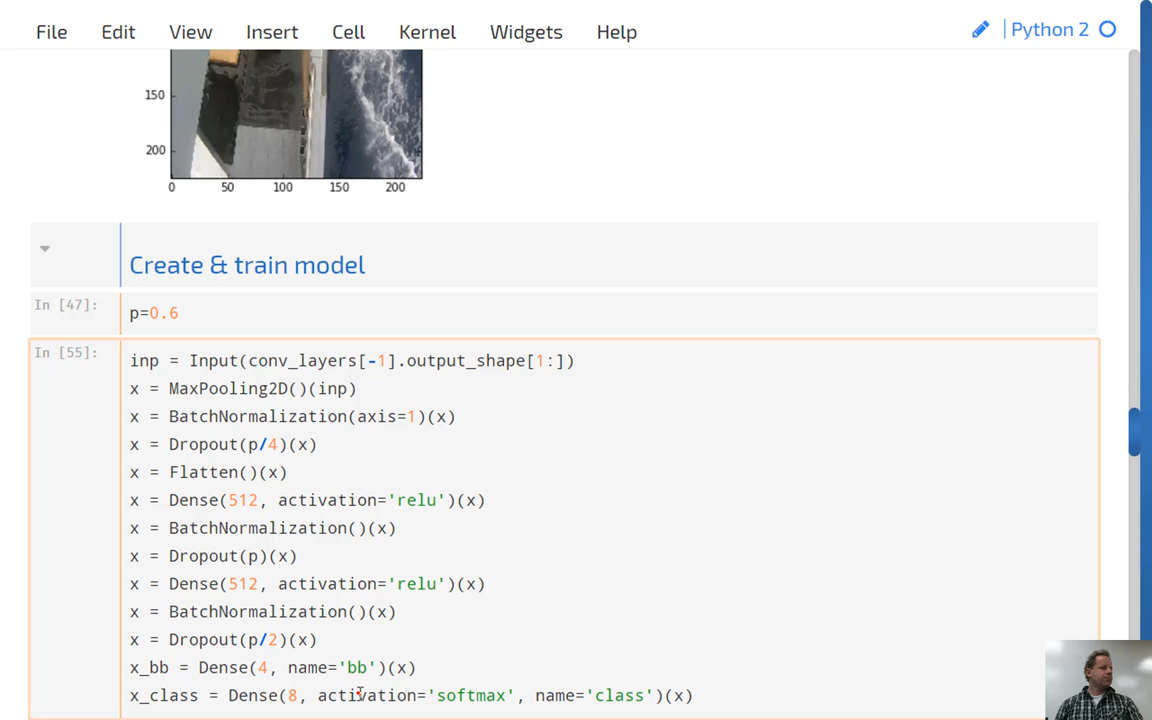 File Edit View Insert Cell Kernel Widgets Help Python 2
150
200
0 50 100 150 200
Create & train model
In [47]: p=0.6
In [55]: inp = Input(conv_layers[-1].output_shape[1:])
x = MaxPooling2D()(inp)
x = BatchNormalization(axis=1)(x)
x = Dropout(p/4)(x)
x = Flatten()(x)
x = Dense(512, activation='relu')(x)
x = BatchNormalization()(x)
x = Dropout(p)(x)
x = Dense(512, activation='relu')(x)
x = BatchNormalization()(x)
x = Dropout(p/2)(x)
x_bb = Dense(4, name='bb')(x)
x_class = Dense(8, activation='softmax', name='class')(x)